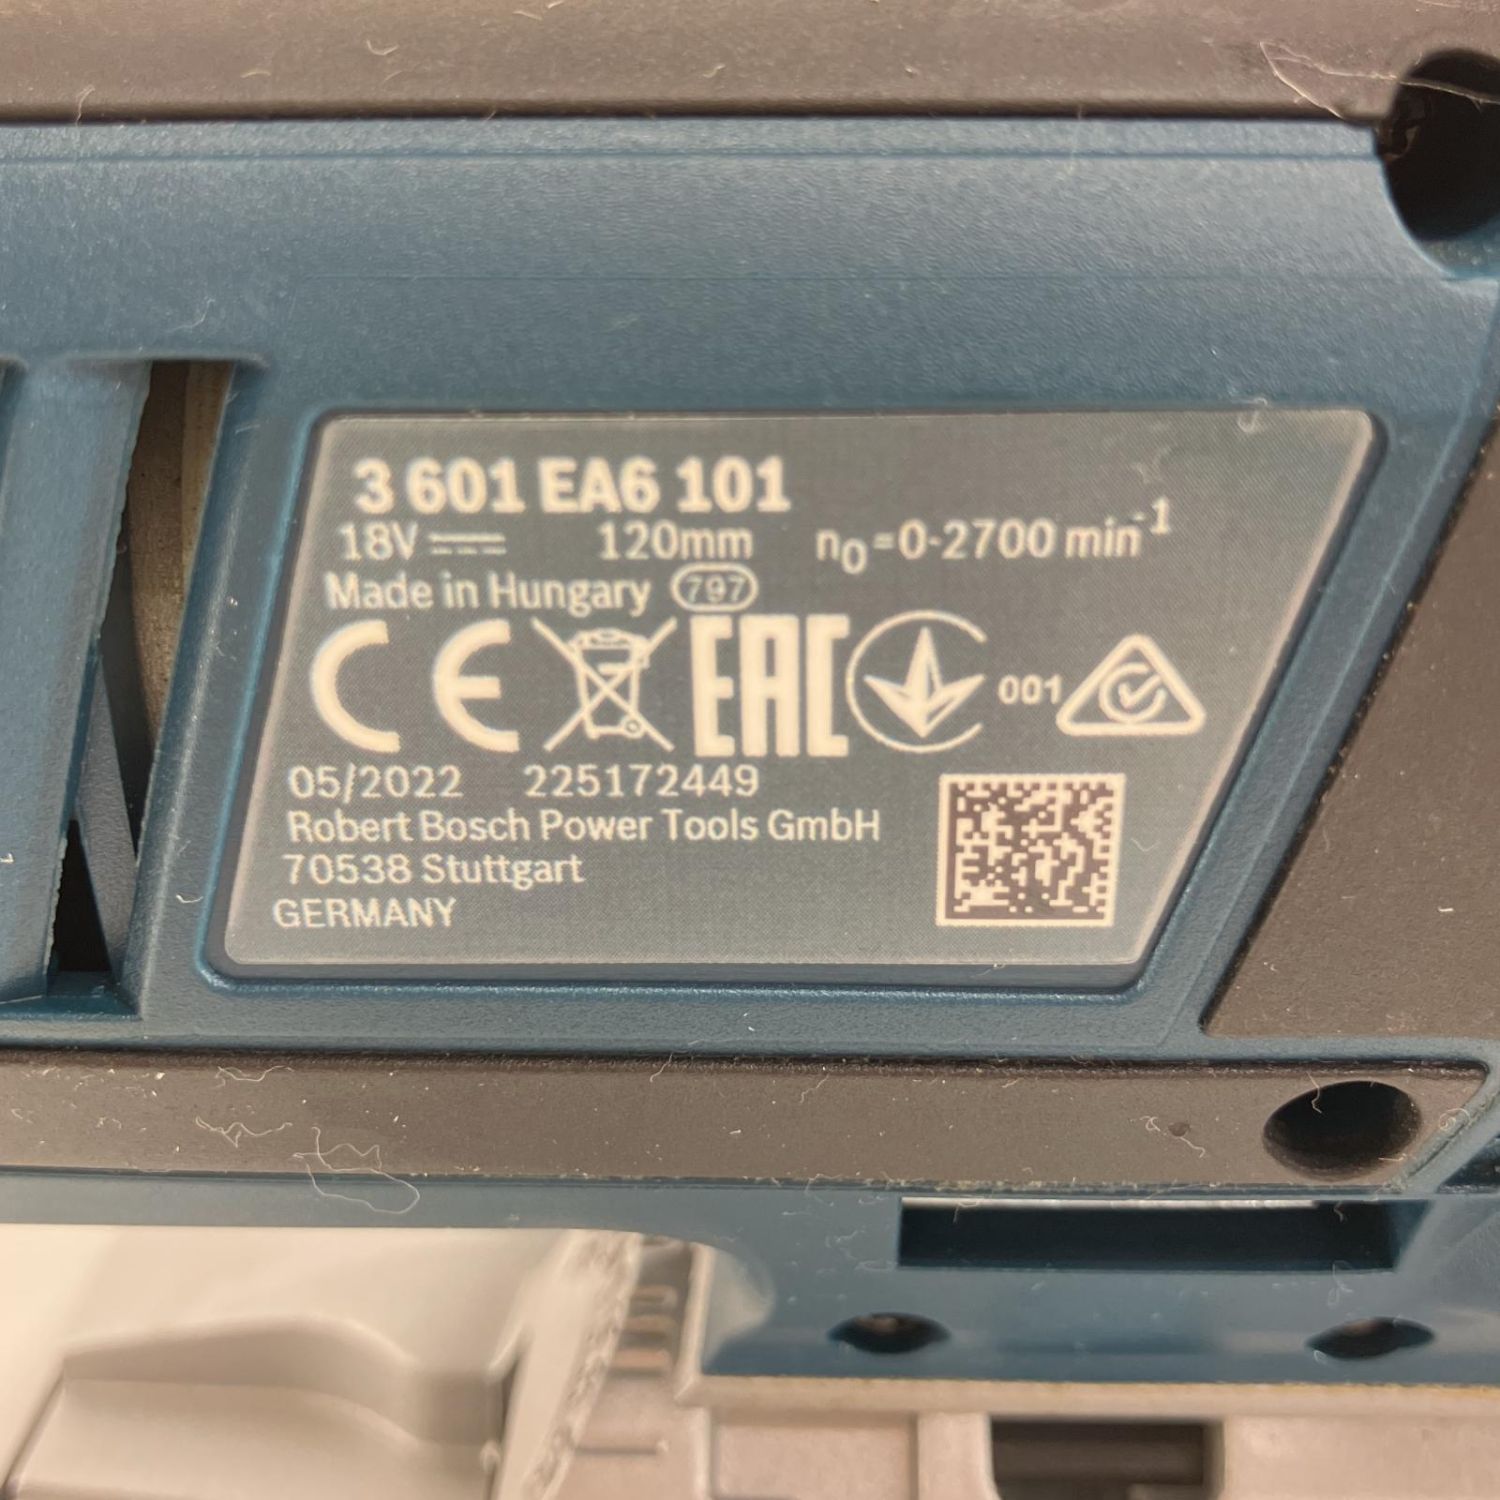 3 601 EA6 101
18V 120mm n0=0-2700 min-1
Made in Hungary 797
CE EAC 001
05/2022 225172449
Robert Bosch Power Tools GmbH
70538 Stuttgart
GERMANY